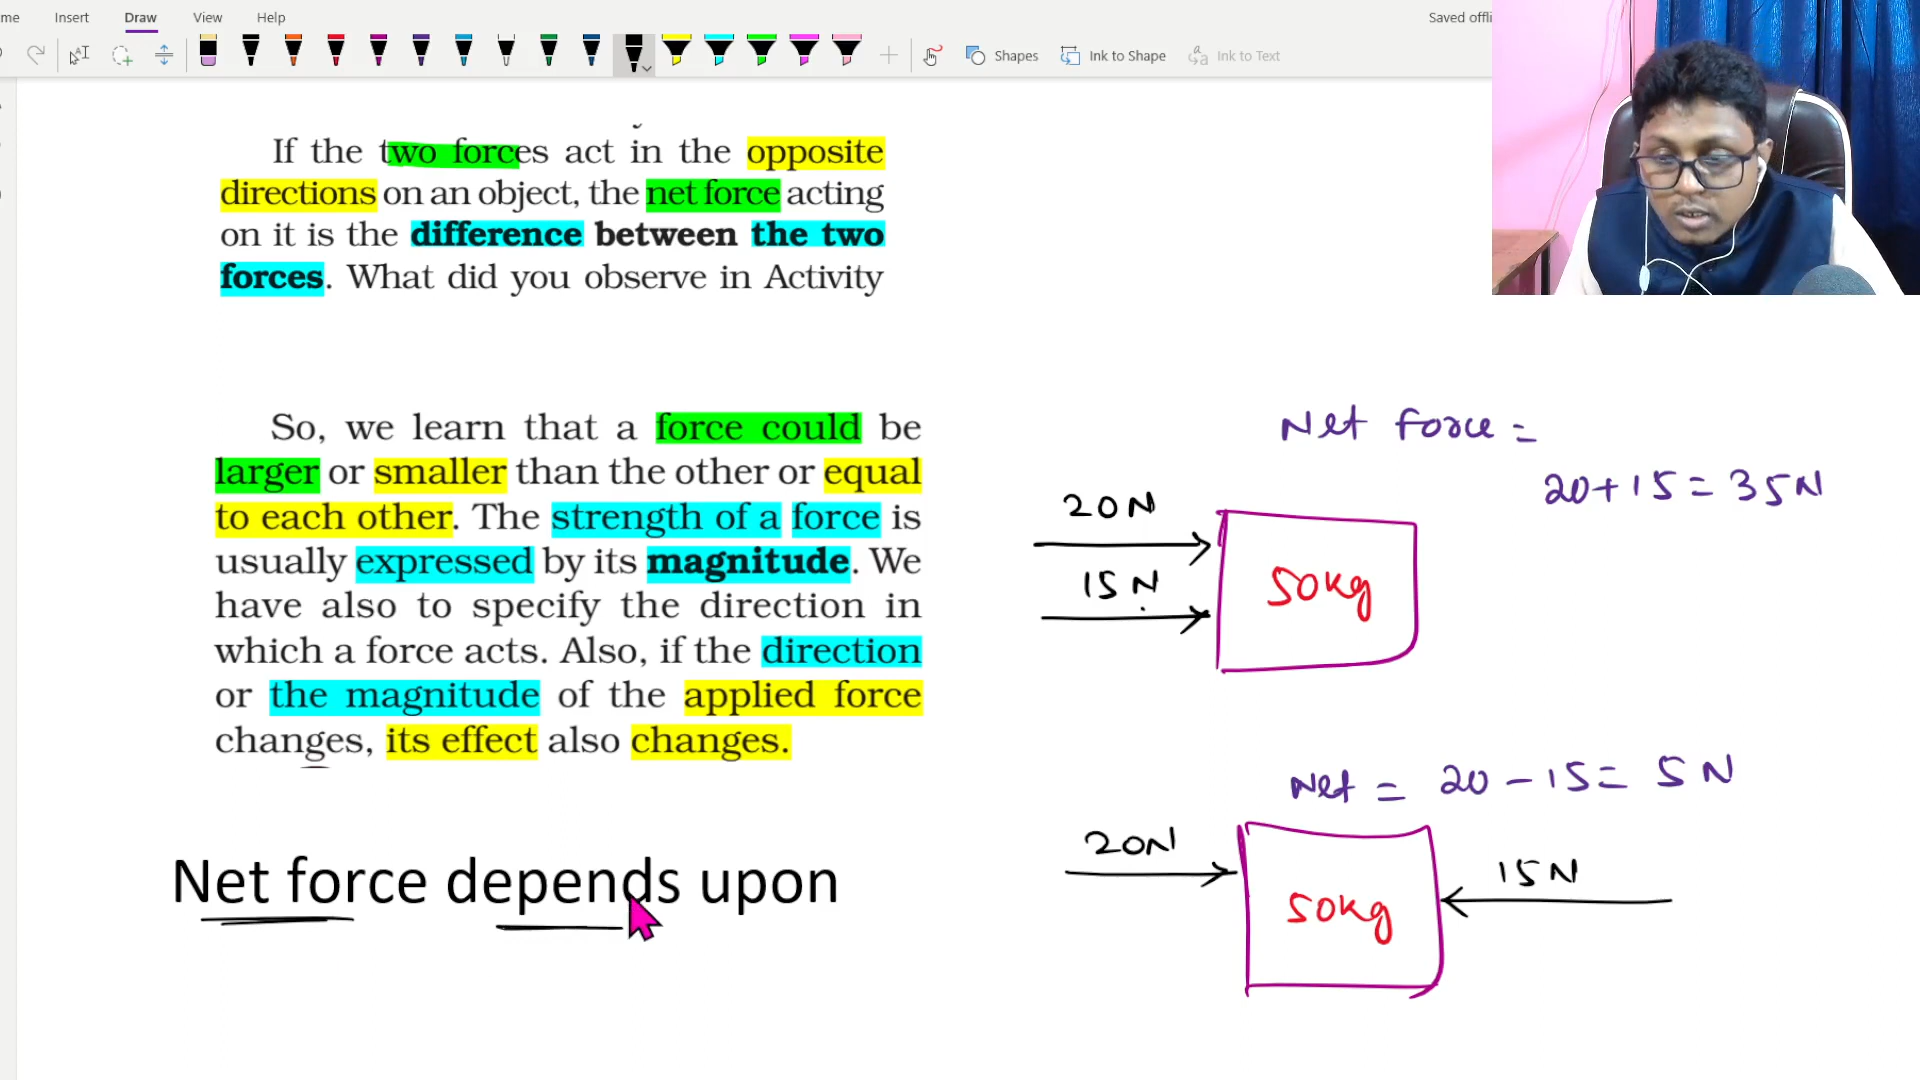 me Insert Draw View Help
Saved offli
Shapes Ink to Shape Ink to Text
If the two forces act in the opposite
directions on an object, the net force acting
on it is the difference between the two
forces. What did you observe in Activity
So, we learn that a force could be
larger or smaller than the other or equal
to each other. The strength of a force is
usually expressed by its magnitude. We
have also to specify the direction in
which a force acts. Also, if the direction
or the magnitude of the applied force
changes, its effect also changes.
Net force depends upon
Net force =
20+15=35N
20N
15N
50kg
Net = 20-15= 5N
20N
15N
50kg